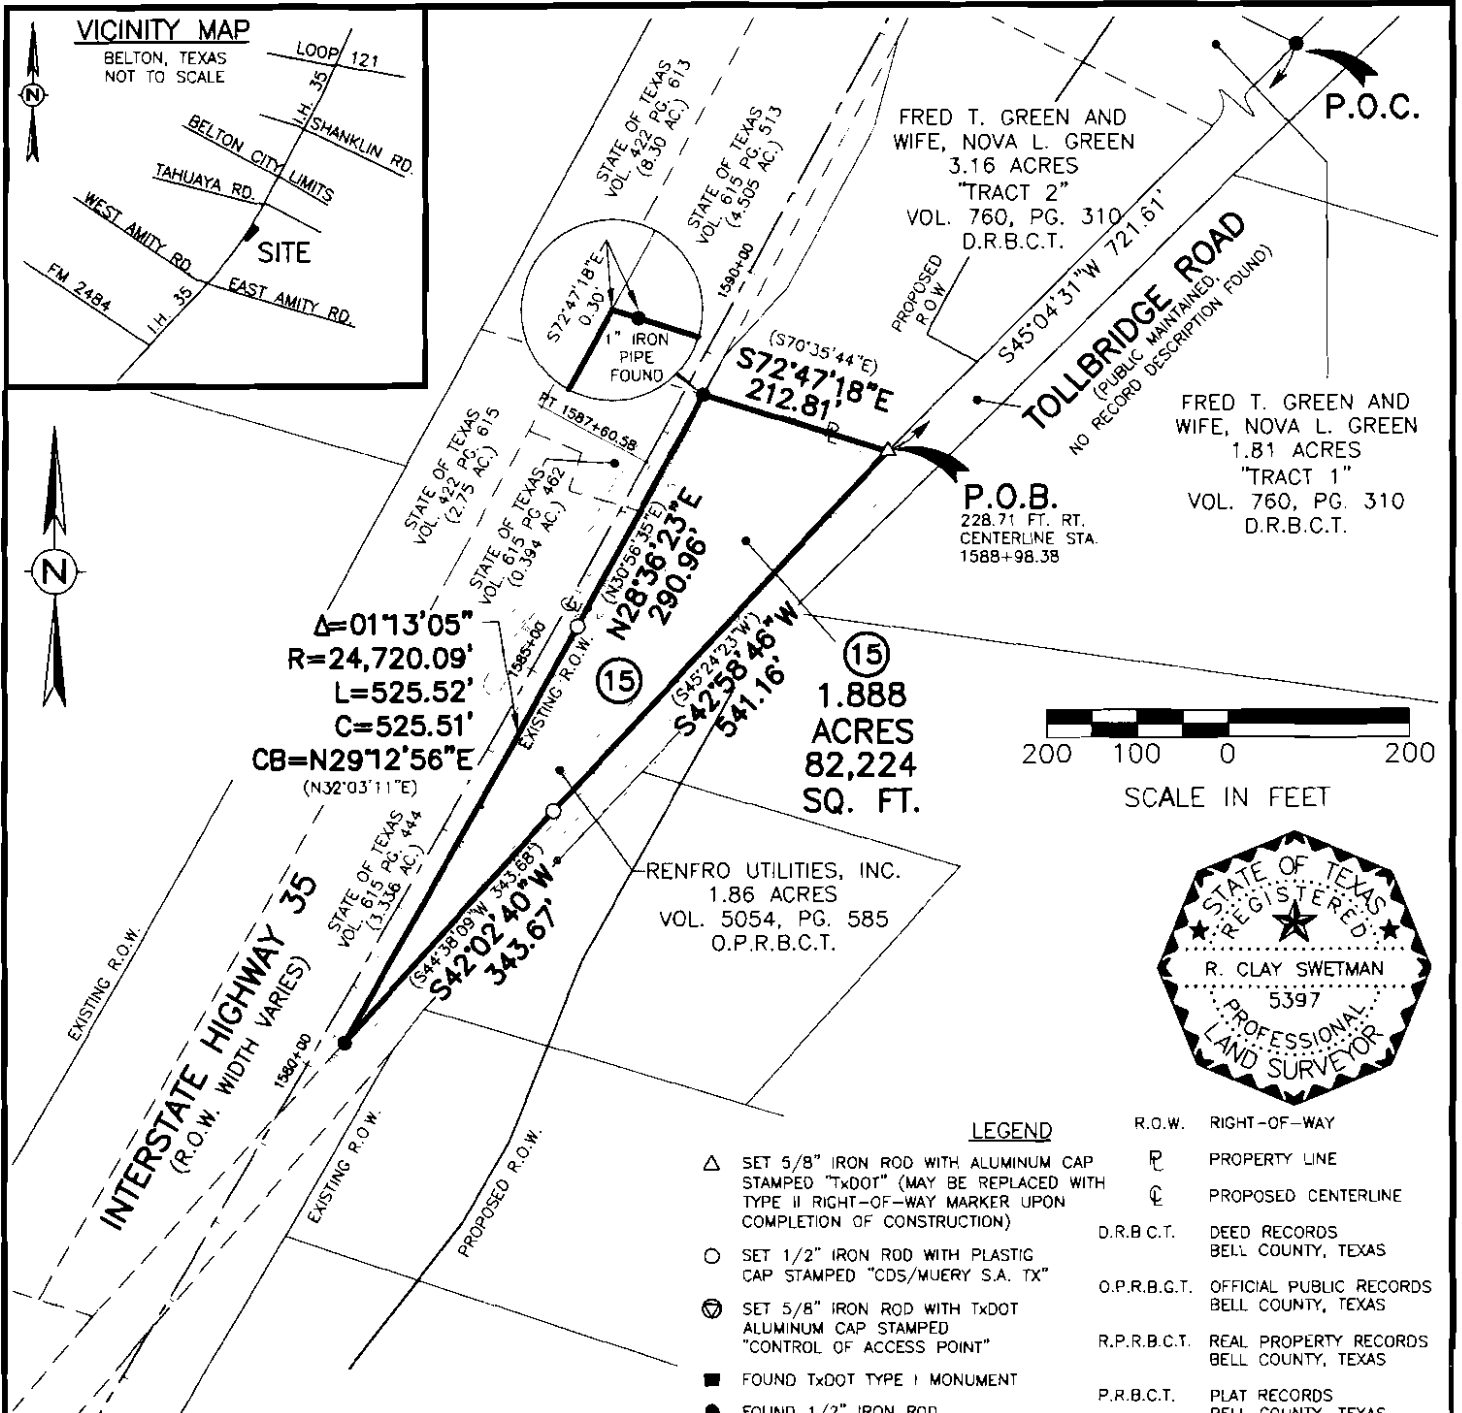 VICINITY MAP
BELTON, TEXAS
NOT TO SCALE
N
LOOP 121
I.H. 35
SHANKLIN RD.
BELTON CITY LIMITS
TAHUAYA RD.
WEST AMITY RD.
SITE
FM 2484
I.H. 35
EAST AMITY RD.
STATE OF TEXAS
VOL. 422 PG. 613
(8.30 AC.)
STATE OF TEXAS
VOL. 615 PG. 513
(4.505 AC.)
1590+00
FRED T. GREEN AND
WIFE, NOVA L. GREEN
3.16 ACRES
"TRACT 2"
VOL. 760, PG. 310
D.R.B.C.T.
P.O.C.
S45°04'31"W 721.61'
TOLLBRIDGE ROAD
(PUBLIC MAINTAINED,
NO RECORD DESCRIPTION FOUND)
PROPOSED
R.O.W
S72°47'18"E
0.30'
1" IRON
PIPE
FOUND
(S70°35'44"E)
S72°47'18"E
212.81'
PL
FRED T. GREEN AND
WIFE, NOVA L. GREEN
1.81 ACRES
"TRACT 1"
VOL. 760, PG. 310
D.R.B.C.T.
P.O.B.
228.71 FT. RT.
CENTERLINE STA.
1588+98.38
PT 1587+60.58
STATE OF TEXAS
VOL. 422 PG. 615
(2.75 AC.)
STATE OF TEXAS
VOL. 615 PG. 462
(0.394 AC.)
N
(N30°56'35"E)
N28°36'23"E
290.96'
Δ=01°13'05"
R=24,720.09'
L=525.52'
C=525.51'
CB=N29°12'56"E
(N32°03'11"E)
1585+00
CL
EXISTING R.O.W.
15
(S45°24'23"W)
S42°58'46"W
541.16'
15
1.888
ACRES
82,224
SQ. FT.
200 100 0 200
SCALE IN FEET
STATE OF TEXAS
VOL. 615 PG. 444
(3.336 AC.)
RENFRO UTILITIES, INC.
1.86 ACRES
VOL. 5054, PG. 585
O.P.R.B.C.T.
(S44°38'09"W 343.68')
S42°02'40"W
343.67'
STATE OF TEXAS
REGISTERED
R. CLAY SWETMAN
5397
PROFESSIONAL
LAND SURVEYOR
EXISTING R.O.W.
INTERSTATE HIGHWAY 35
(R.O.W. WIDTH VARIES)
1580+00
EXISTING R.O.W.
PROPOSED R.O.W.
LEGEND
SET 5/8" IRON ROD WITH ALUMINUM CAP
STAMPED "TxDOT" (MAY BE REPLACED WITH
TYPE II RIGHT-OF-WAY MARKER UPON
COMPLETION OF CONSTRUCTION)
SET 1/2" IRON ROD WITH PLASTIC
CAP STAMPED "CDS/MUERY S.A. TX"
SET 5/8" IRON ROD WITH TxDOT
ALUMINUM CAP STAMPED
"CONTROL OF ACCESS POINT"
FOUND TxDOT TYPE I MONUMENT
FOUND 1/2" IRON ROD
R.O.W. RIGHT-OF-WAY
PL PROPERTY LINE
CL PROPOSED CENTERLINE
D.R.B C.T. DEED RECORDS
BELL COUNTY, TEXAS
O.P.R.B.C.T. OFFICIAL PUBLIC RECORDS
BELL COUNTY, TEXAS
R.P.R.B.C.T. REAL PROPERTY RECORDS
BELL COUNTY, TEXAS
P.R.B.C.T. PLAT RECORDS
BELL COUNTY, TEXAS